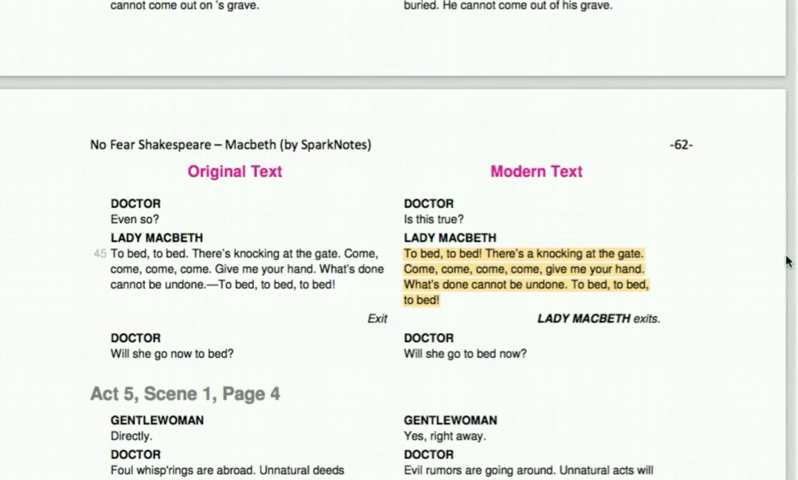 cannot come out on 's grave.
buried. He cannot come out of his grave.
No Fear Shakespeare – Macbeth (by SparkNotes)
-62-
Original Text
Modern Text
DOCTOR
Even so?
LADY MACBETH
45 To bed, to bed. There's knocking at the gate. Come,
come, come, come. Give me your hand. What's done
cannot be undone.—To bed, to bed, to bed!
Exit
DOCTOR
Will she go now to bed?
DOCTOR
Is this true?
LADY MACBETH
To bed, to bed! There's a knocking at the gate.
Come, come, come, come, give me your hand.
What's done cannot be undone. To bed, to bed,
to bed!
LADY MACBETH exits.
DOCTOR
Will she go to bed now?
Act 5, Scene 1, Page 4
GENTLEWOMAN
Directly.
DOCTOR
Foul whisp'rings are abroad. Unnatural deeds
GENTLEWOMAN
Yes, right away.
DOCTOR
Evil rumors are going around. Unnatural acts will